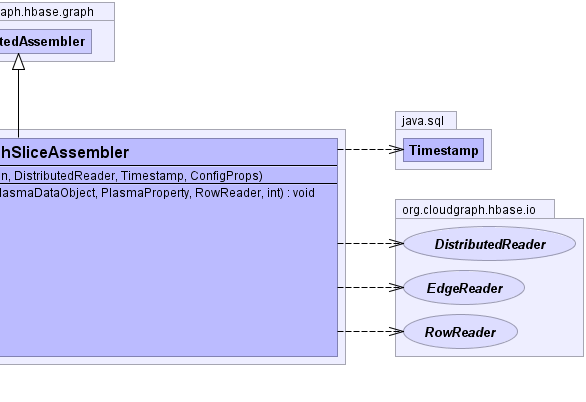 raph.hbase.graph
tedAssembler
hSliceAssembler
n, DistributedReader, Timestamp, ConfigProps)
lasmaDataObject, PlasmaProperty, RowReader, int) : void
java.sql
Timestamp
org.cloudgraph.hbase.io
DistributedReader
EdgeReader
RowReader